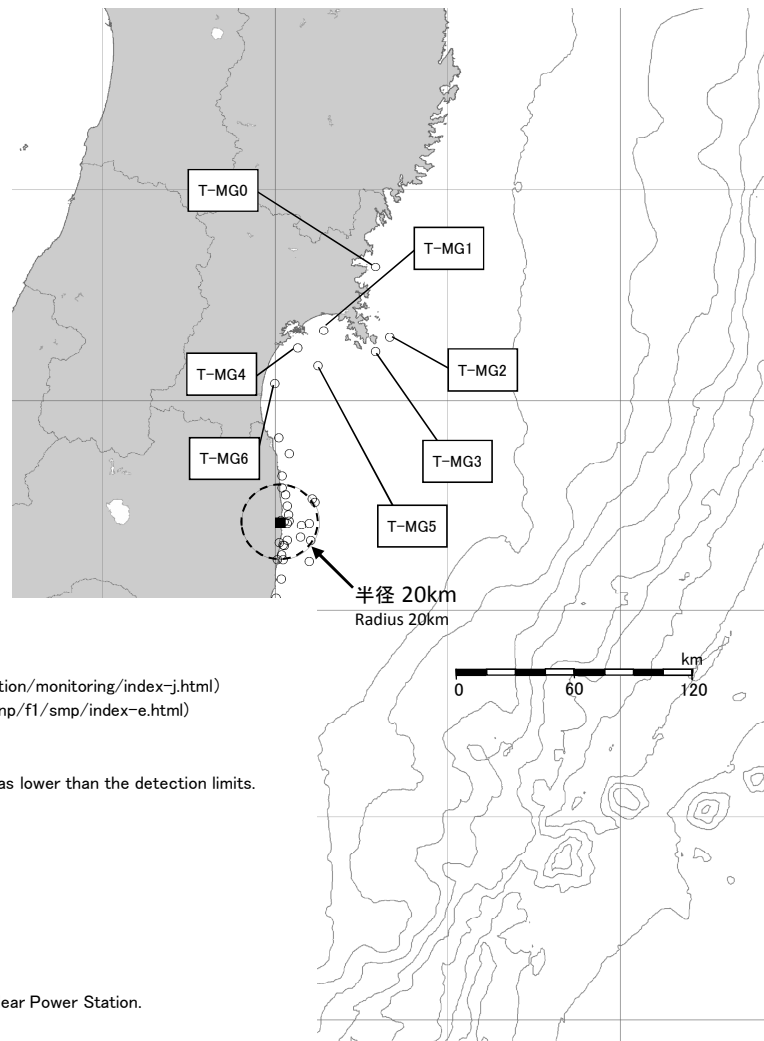 T-MG0
T-MG1
T-MG4
T-MG2
T-MG6
T-MG3
T-MG5
半径 20km
Radius 20km
km
0 60 120
tion/monitoring/index-j.html)
np/f1/smp/index-e.html)
as lower than the detection limits.
ear Power Station.